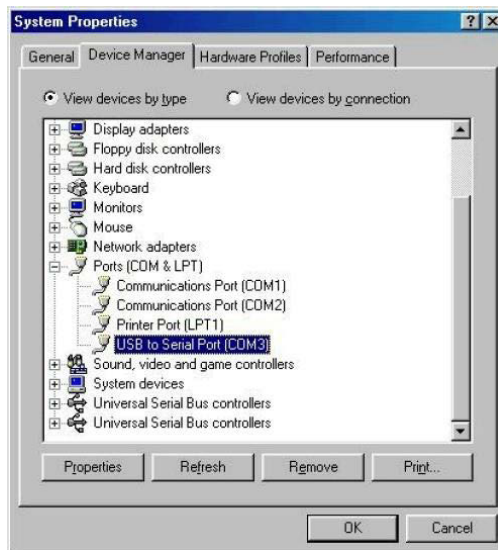 System Properties
General Device Manager Hardware Profiles Performance
View devices by type View devices by connection
Display adapters
Floppy disk controllers
Hard disk controllers
Keyboard
Monitors
Mouse
Network adapters
Ports (COM & LPT)
Communications Port (COM1)
Communications Port (COM2)
Printer Port (LPT1)
USB to Serial Port (COM3)
Sound, video and game controllers
System devices
Universal Serial Bus controllers
Universal Serial Bus controllers
Properties Refresh Remove Print...
OK Cancel